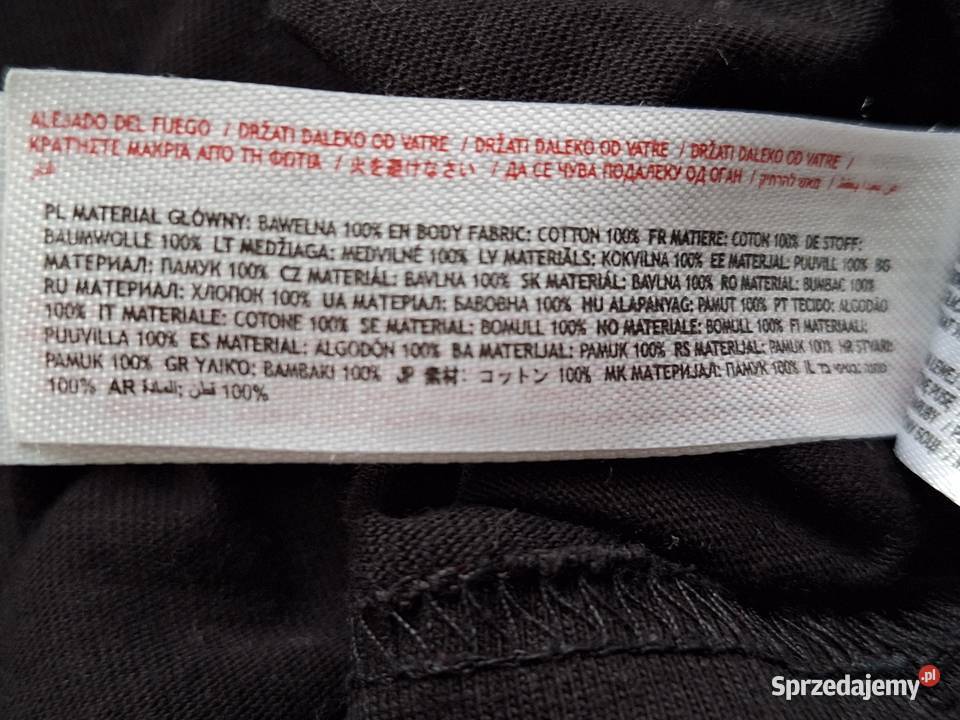 ALEJADO DEL FUEGO / DRŽATI DALEKO OD VATRE / DRŽATI DALEKO OD VATRE / DRŽATI DALEKO OD VATRE /
ΚΡΑΤΗΣΤΕ ΜΑΚΡΙΑ ΑΠΟ ΤΗ ΦΩΤΙΑ / 火を避けなさい / ДА СЕ ЧУВА ПОДАЛЕКУ ОД ОГАН /
PL MATERIAŁ GŁÓWNY: BAWEŁNA 100% EN BODY FABRIC: COTTON 100% FR MATIERE: COTON 100% DE STOFF:
BAUMWOLLE 100% LT MEDŽIAGA: MEDVILNĖ 100% LV MATERIĀLS: KOKVILNA 100% EE MATERJAL: PUUVILL 100% BG
МАТЕРИАЛ: ПАМУК 100% CZ MATERIÁL: BAVLNA 100% SK MATERIÁL: BAVLNA 100% RO MATERIAL: BUMBAC 100%
RU МАТЕРИАЛ: ХЛОПОК 100% UA МАТЕРІАЛ: БАВОВНА 100% HU ALAPANYAG: PAMUT 100% PT TECIDO: ALGODÃO
100% IT MATERIALE: COTONE 100% SE MATERIAL: BOMULL 100% NO MATERIALE: BOMULL 100% FI MATERIAALI:
PUUVILLA 100% ES MATERIAL: ALGODÓN 100% BA MATERIJAL: PAMUK 100% RS MATERIJAL: PAMUK 100% HR STVARI:
PAMUK 100% GR ΥΛΙΚΌ: ΒΑΜΒΑΚΙ 100% JP 素材: コットン 100% MK МАТЕРИЈАЛ: ПАМУК 100% IL
100% AR المادة: قطن 100%
Sprzedajemy.pl